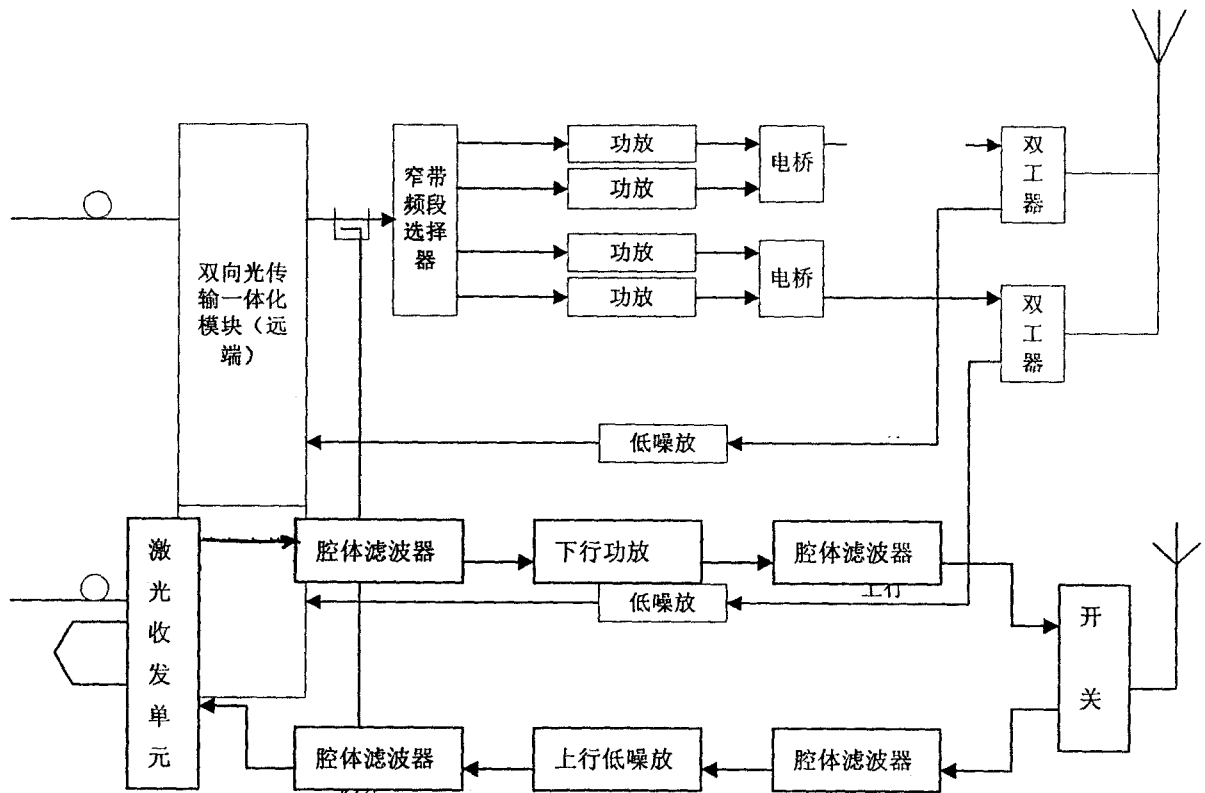 功放
双
工
器
窄带
频段
选择
器
电桥
功放
功放
电桥
功放
双向光传
输一体化
模块（远
端）
双
工
器
低噪放
激
光
收
发
单
元
腔体滤波器
下行功放
腔体滤波器
低噪放
上行
开
关
腔体滤波器
上行低噪放
腔体滤波器